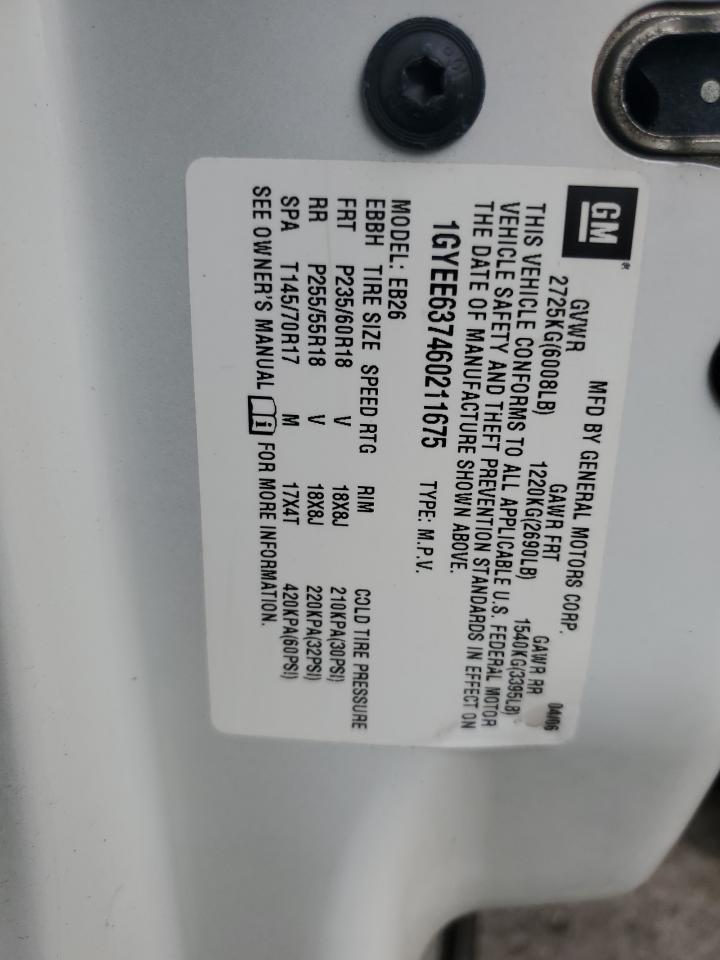 GM®
MFD BY GENERAL MOTORS CORP. 04/06
GVWR GAWR FRT GAWR RR
2725KG(6008LB) 1220KG(2690LB) 1540KG(3395LB)
THIS VEHICLE CONFORMS TO ALL APPLICABLE U.S. FEDERAL MOTOR
VEHICLE SAFETY AND THEFT PREVENTION STANDARDS IN EFFECT ON
THE DATE OF MANUFACTURE SHOWN ABOVE.
1GYEE637460211675 TYPE: M.P.V.
MODEL: EB26
EBBH TIRE SIZE SPEED RTG RIM COLD TIRE PRESSURE
FRT P235/60R18 V 18X8J 210KPA(30PSI)
RR P255/55R18 V 18X8J 220KPA(32PSI)
SPA T145/70R17 M 17X4T 420KPA(60PSI)
SEE OWNER'S MANUAL i FOR MORE INFORMATION.